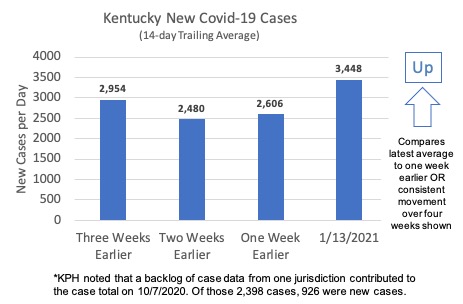 Kentucky New Covid-19 Cases
(14-day Trailing Average)
New Cases per Day
4000
3500
3000
2500
2000
1500
1000
500
0
2,954
2,480
2,606
3,448
Three Weeks
Earlier
Two Weeks
Earlier
One Week
Earlier
1/13/2021
Up
Compares
latest average
to one week
earlier OR
consistent
movement
over four
weeks shown
*KPH noted that a backlog of case data from one jurisdiction contributed to
the case total on 10/7/2020. Of those 2,398 cases, 926 were new cases.